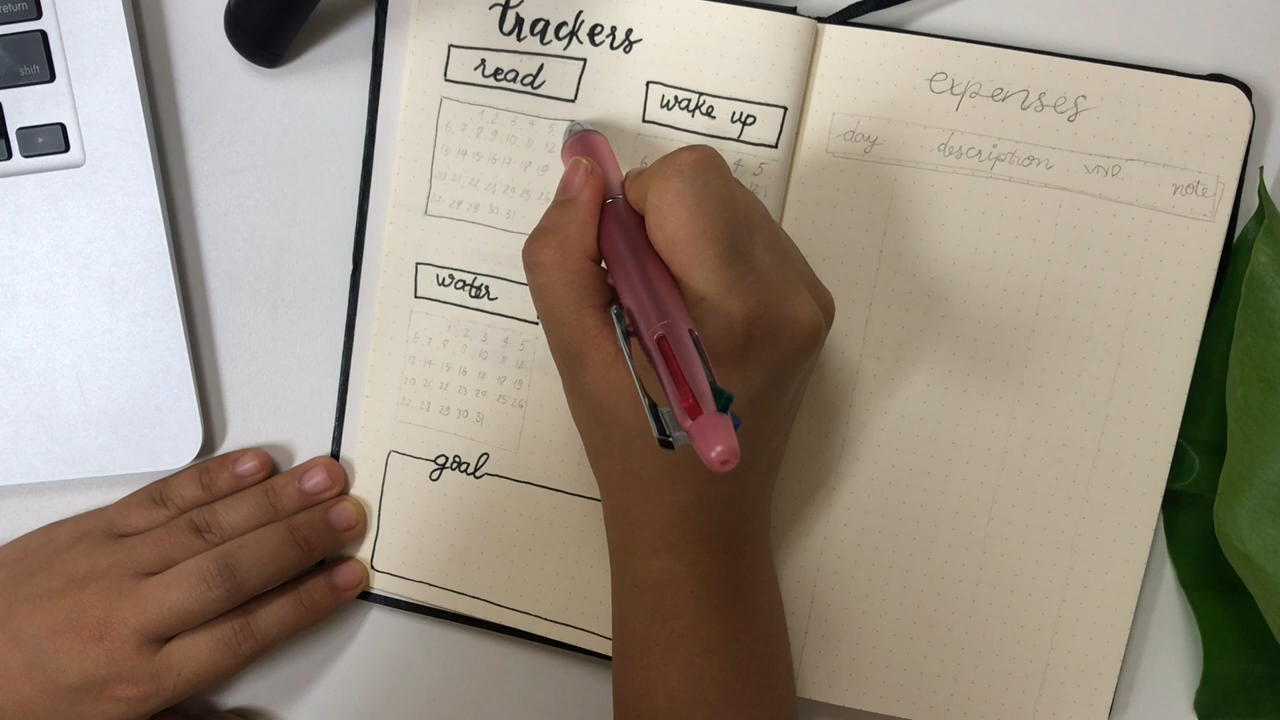 return
shift
trackers
read
1 2 3 4 5
6 7 8 9 10 11 12
13 14 15 16 17 18 19
20 21 22 23 24 25 26
27 28 29 30 31
wake up
4 5
6
water
1 2 3 4 5
6 7 8 9 10 11 12
13 14 15 16 17 18 19
20 21 22 23 24 25 26
27 28 29 30 31
goal
expenses
day description VND note